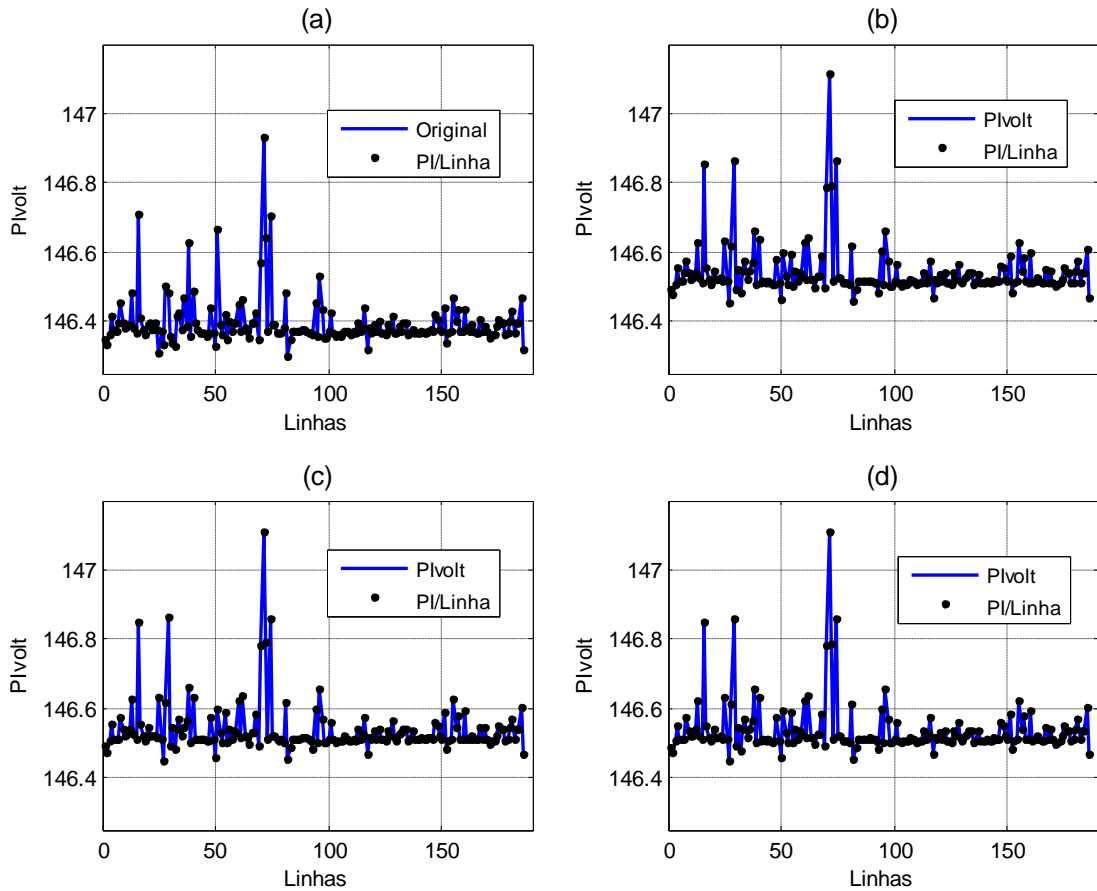 (a)
PIvolt
147
146.8
146.6
146.4
0
50
100
150
Linhas
Original
PI/Linha
(b)
PIvolt
147
146.8
146.6
146.4
0
50
100
150
Linhas
PIvolt
PI/Linha
(c)
PIvolt
147
146.8
146.6
146.4
0
50
100
150
Linhas
PIvolt
PI/Linha
(d)
PIvolt
147
146.8
146.6
146.4
0
50
100
150
Linhas
PIvolt
PI/Linha